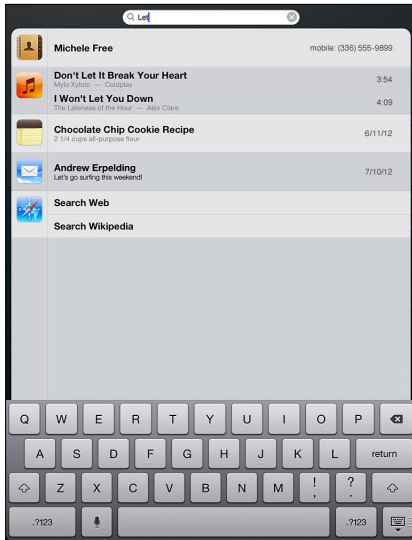 Let
Michele Free mobile: (336) 555-9899
Don't Let It Break Your Heart 3:54
Mylo Xyloto — Coldplay
I Won't Let You Down 4:09
The Lateness of the Hour — Alex Clare
Chocolate Chip Cookie Recipe 6/11/12
2 1/4 cups all-purpose flour
Andrew Erpelding 7/10/12
Let's go surfing this weekend!
Search Web
Search Wikipedia
Q W E R T Y U I O P
A S D F G H J K L return
Z X C V B N M ! , ? .
.?123 .?123